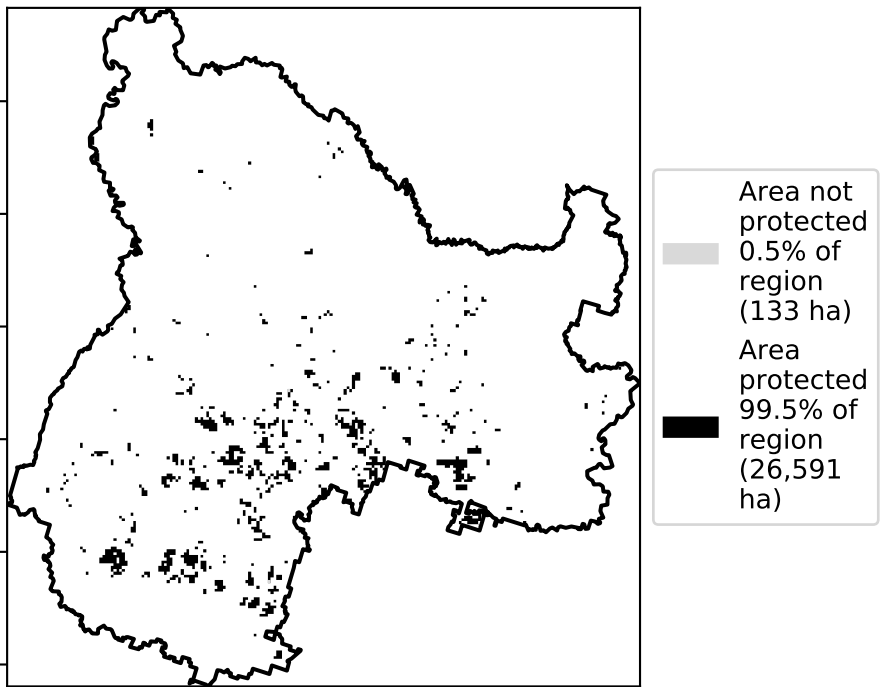 Area not
protected
0.5% of
region
(133 ha)
Area
protected
99.5% of
region
(26,591
ha)